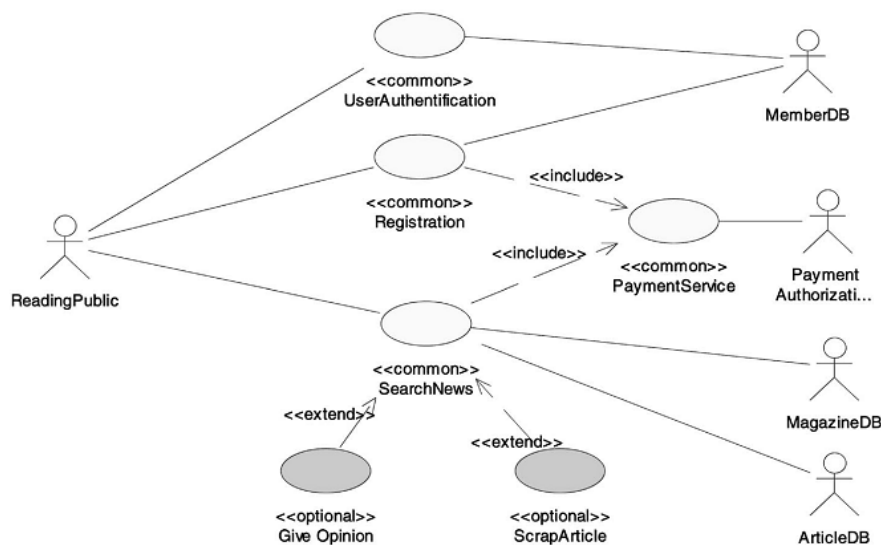 <<common>>
UserAuthentification
MemberDB
<<common>>
Registration
<<include>>
ReadingPublic
<<include>>
<<common>>
PaymentService
Payment
Authorizati...
<<common>>
SearchNews
<<extend>>
<<extend>>
MagazineDB
<<optional>>
Give Opinion
<<optional>>
ScrapArticle
ArticleDB